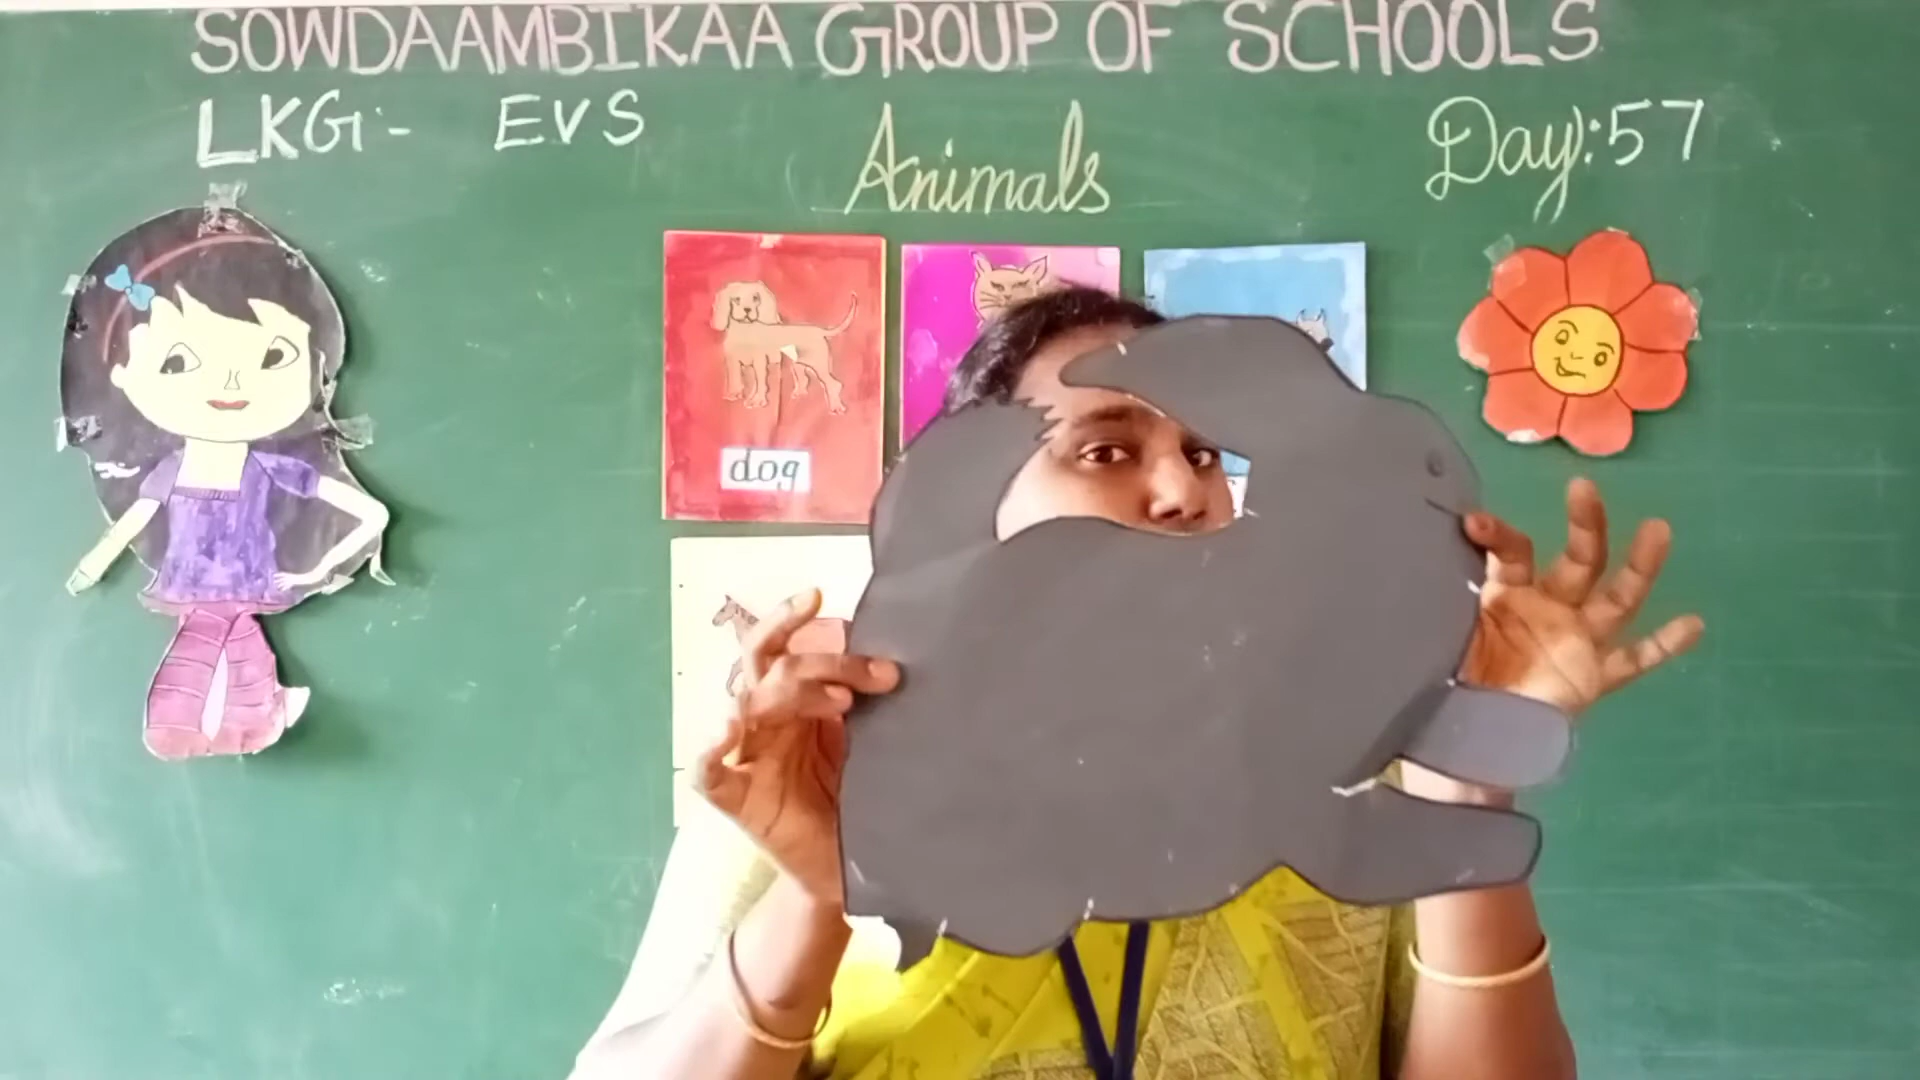 SOWDAAMBIKAA GROUP OF SCHOOLS
LKG:- EVS
Animals
Day:57
dog